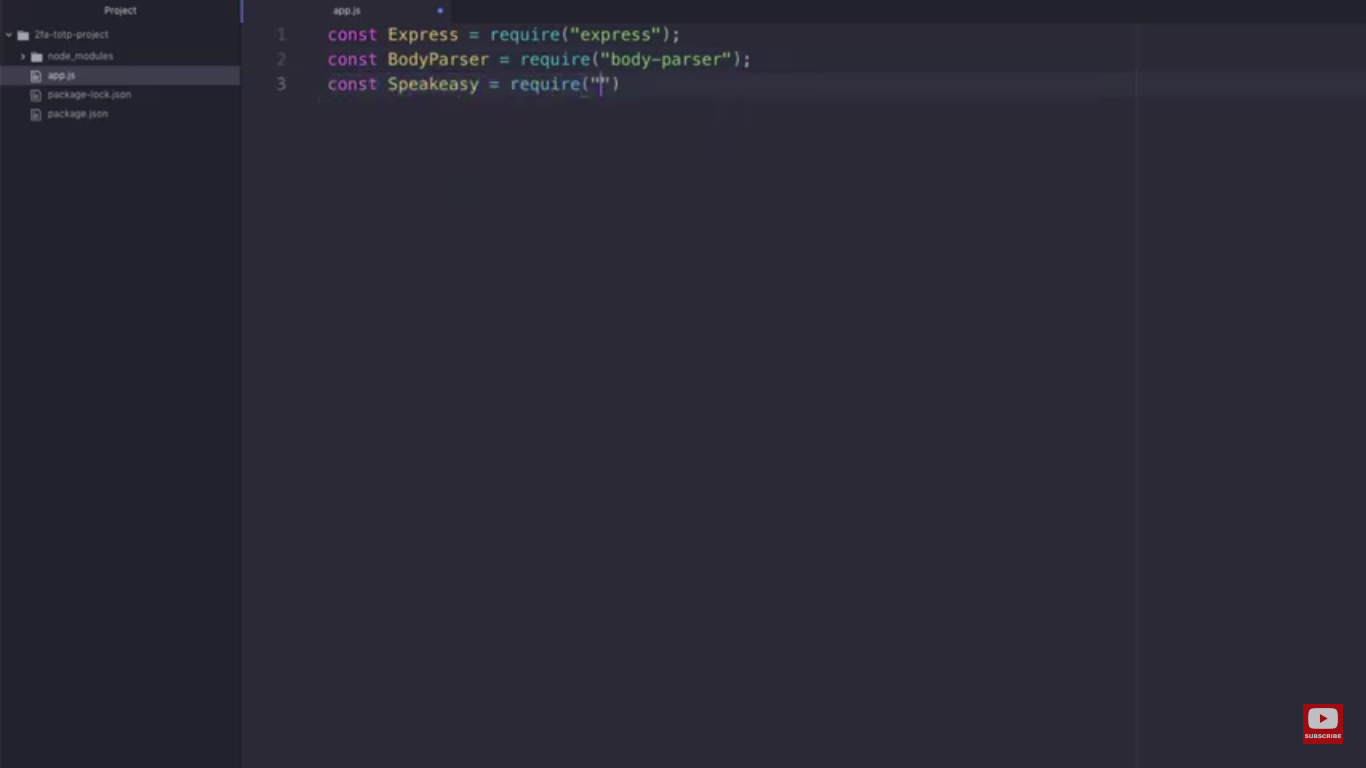 Project
2fa-totp-project
node_modules
app.js
package-lock.json
package.json
app.js
1 const Express = require("express");
2 const BodyParser = require("body-parser");
3 const Speakeasy = require("")
SUBSCRIBE